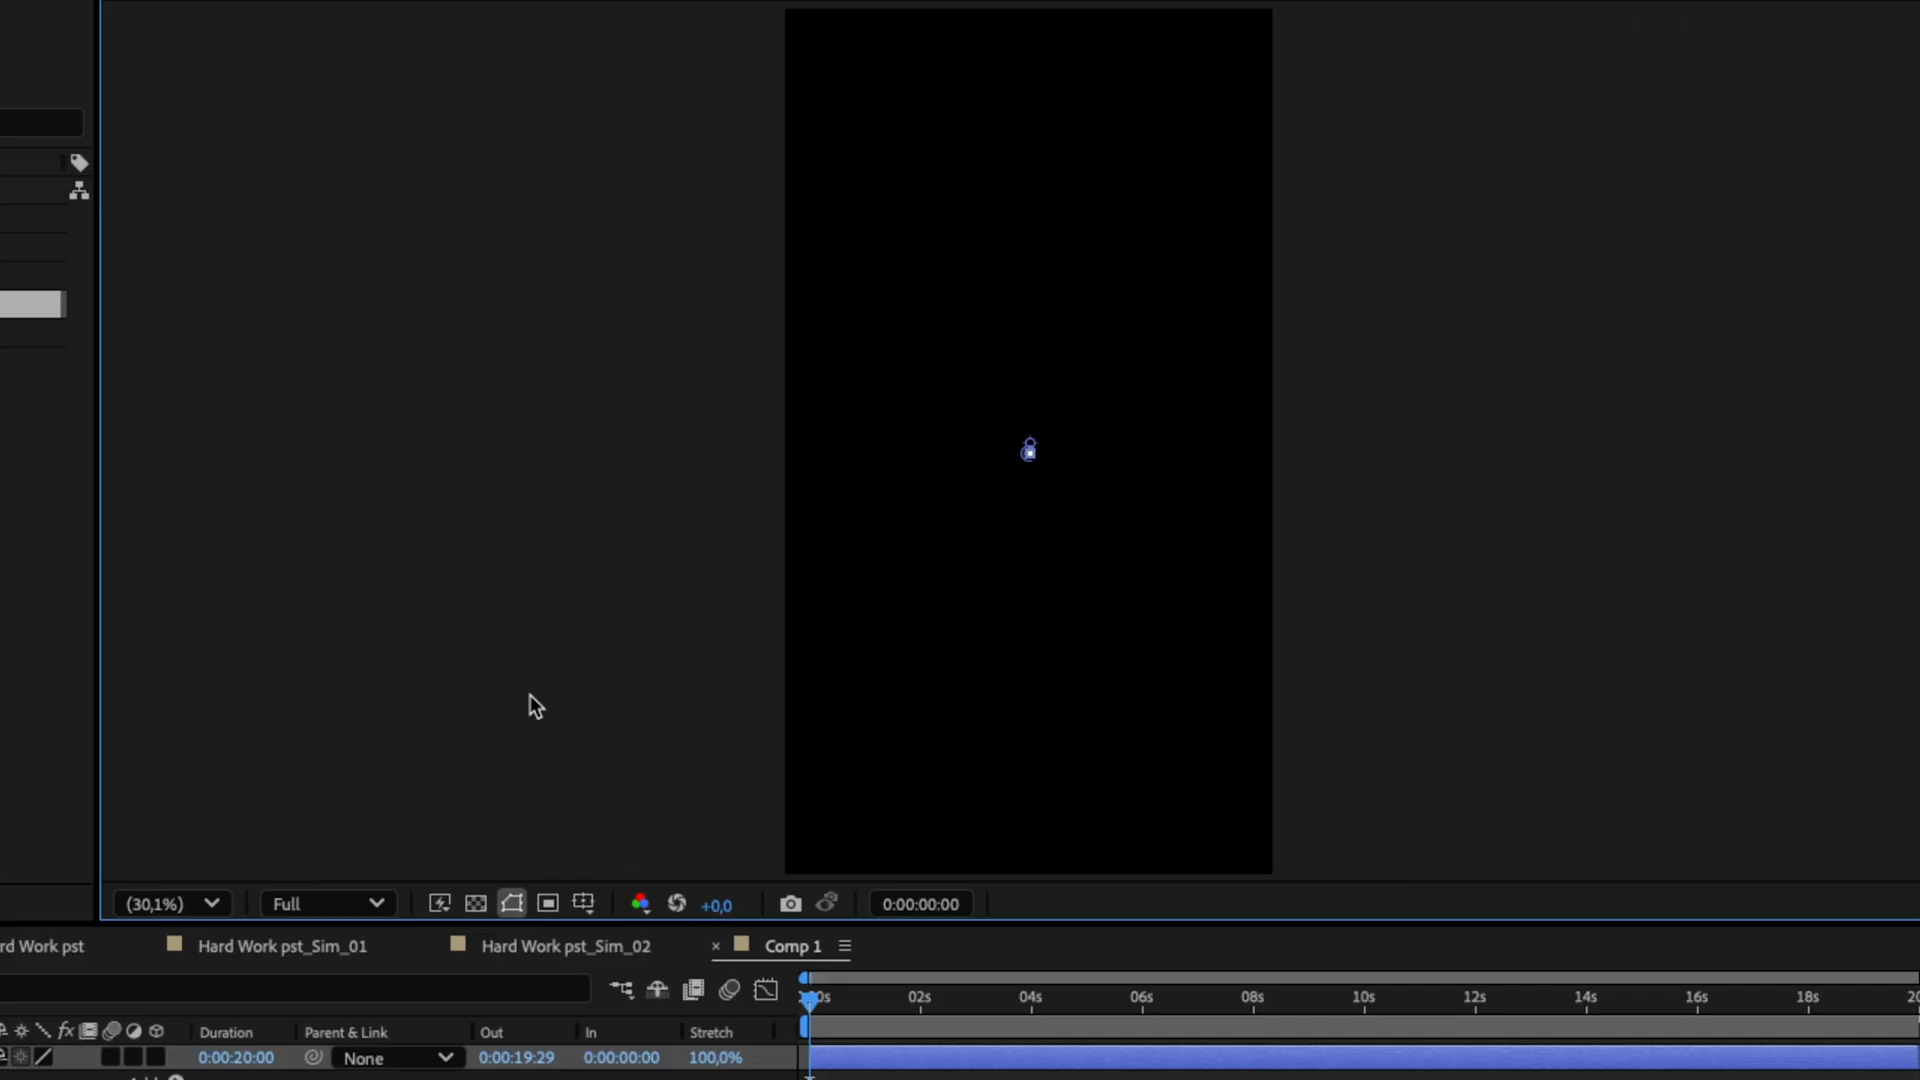 (30,1%) Full +0,0 0:00:00:00
rd Work pst Hard Work pst_Sim_01 Hard Work pst_Sim_02 × Comp 1
02s 04s 06s 08s 10s 12s 14s 16s 18s 20
fx Duration Parent & Link Out In Stretch
0:00:20:00 None 0:00:19:29 0:00:00:00 100,0%